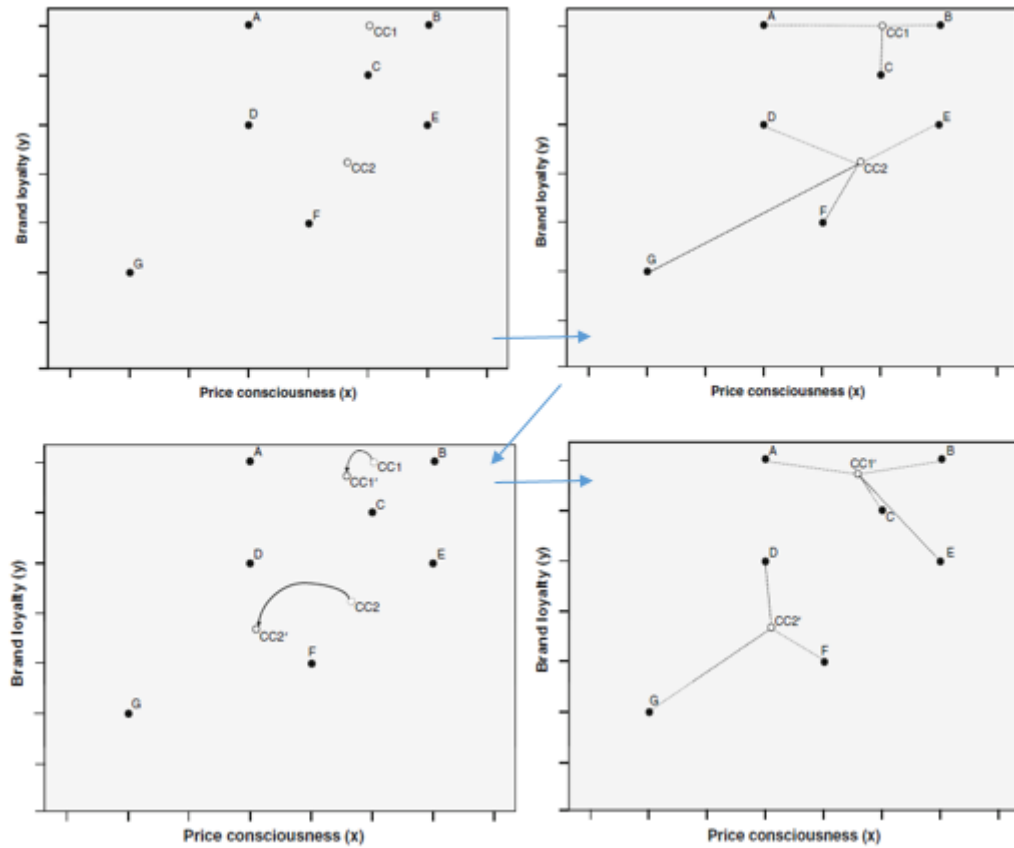 A
B
CC1
C
D
E
CC2
F
G
Brand loyalty (y)
Price consciousness (x)
A
B
CC1
C
D
E
CC2
F
G
Brand loyalty (y)
Price consciousness (x)
A
B
CC1
CC1'
C
D
E
CC2
CC2'
F
G
Brand loyalty (y)
Price consciousness (x)
A
B
CC1'
C
D
E
CC2'
F
G
Brand loyalty (y)
Price consciousness (x)